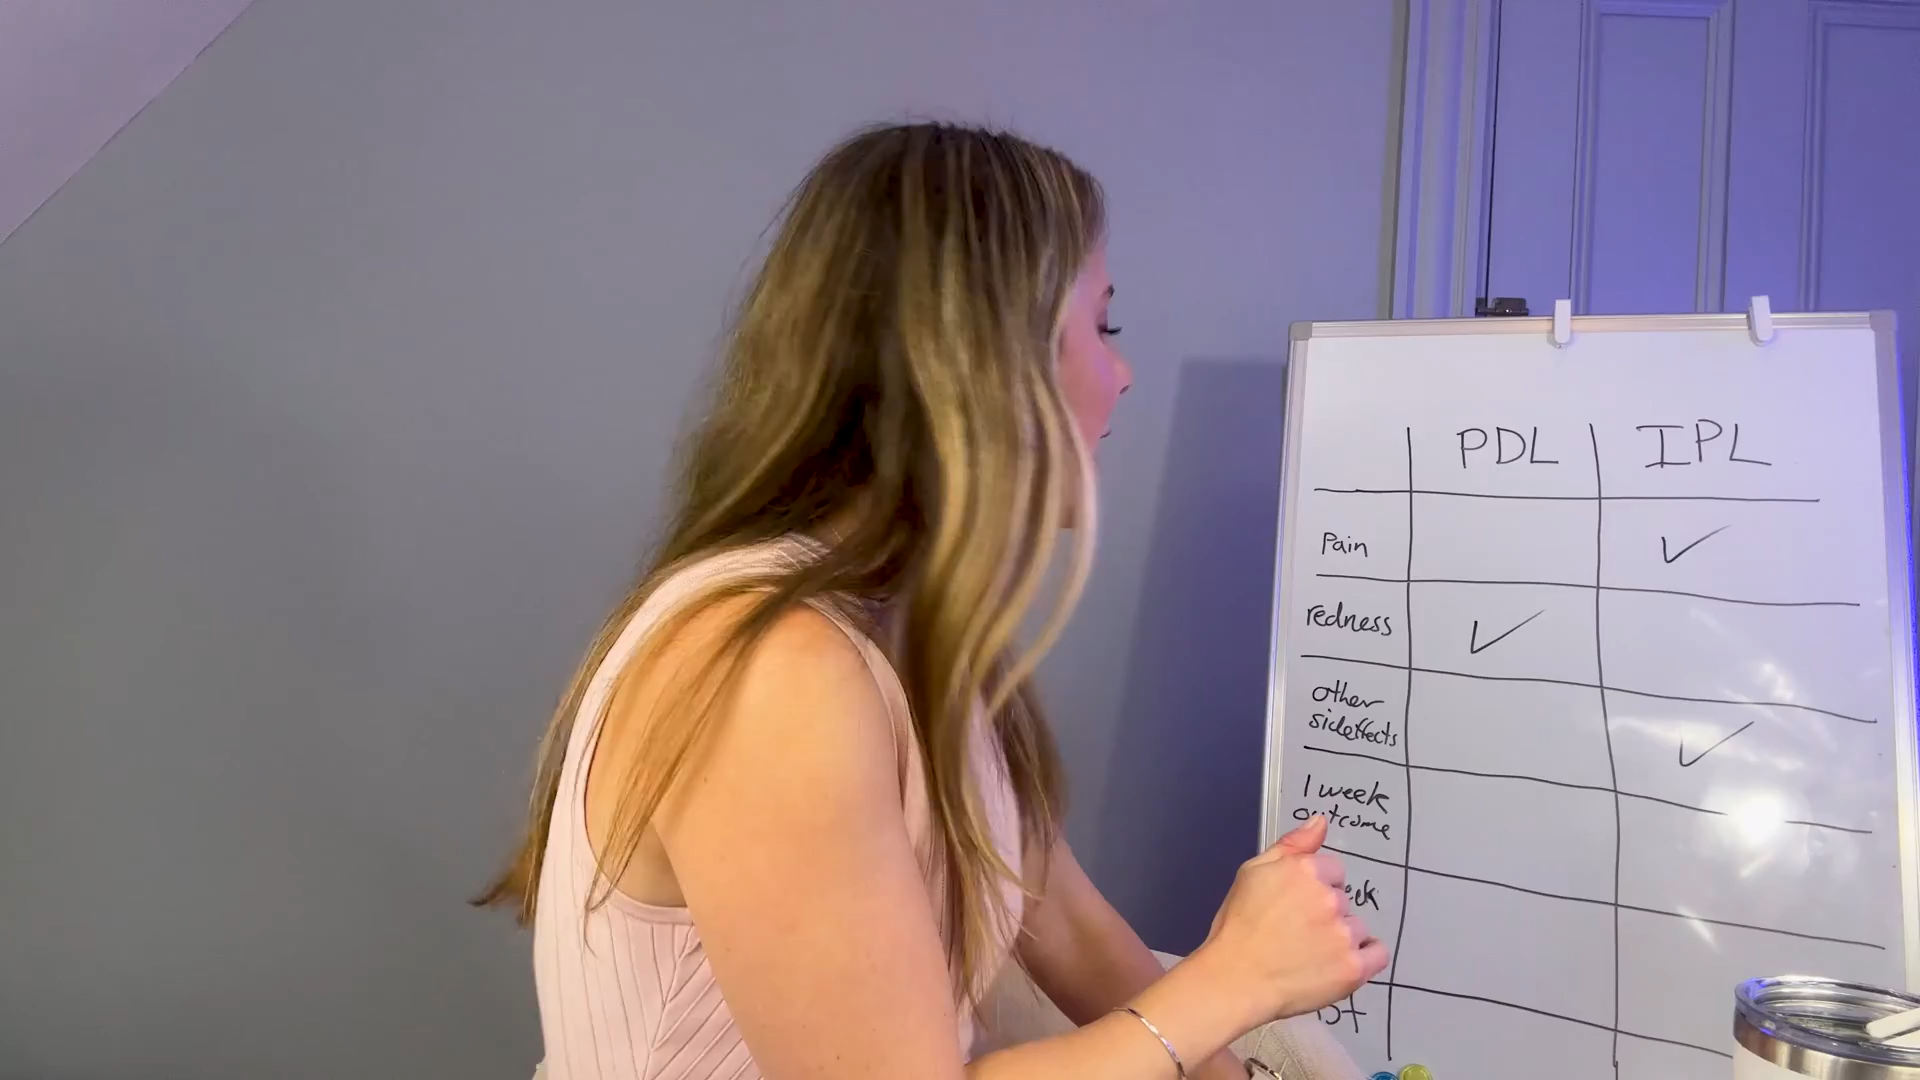 PDL IPL
Pain ✓
redness ✓
other
sideffects ✓
1 week
outcome